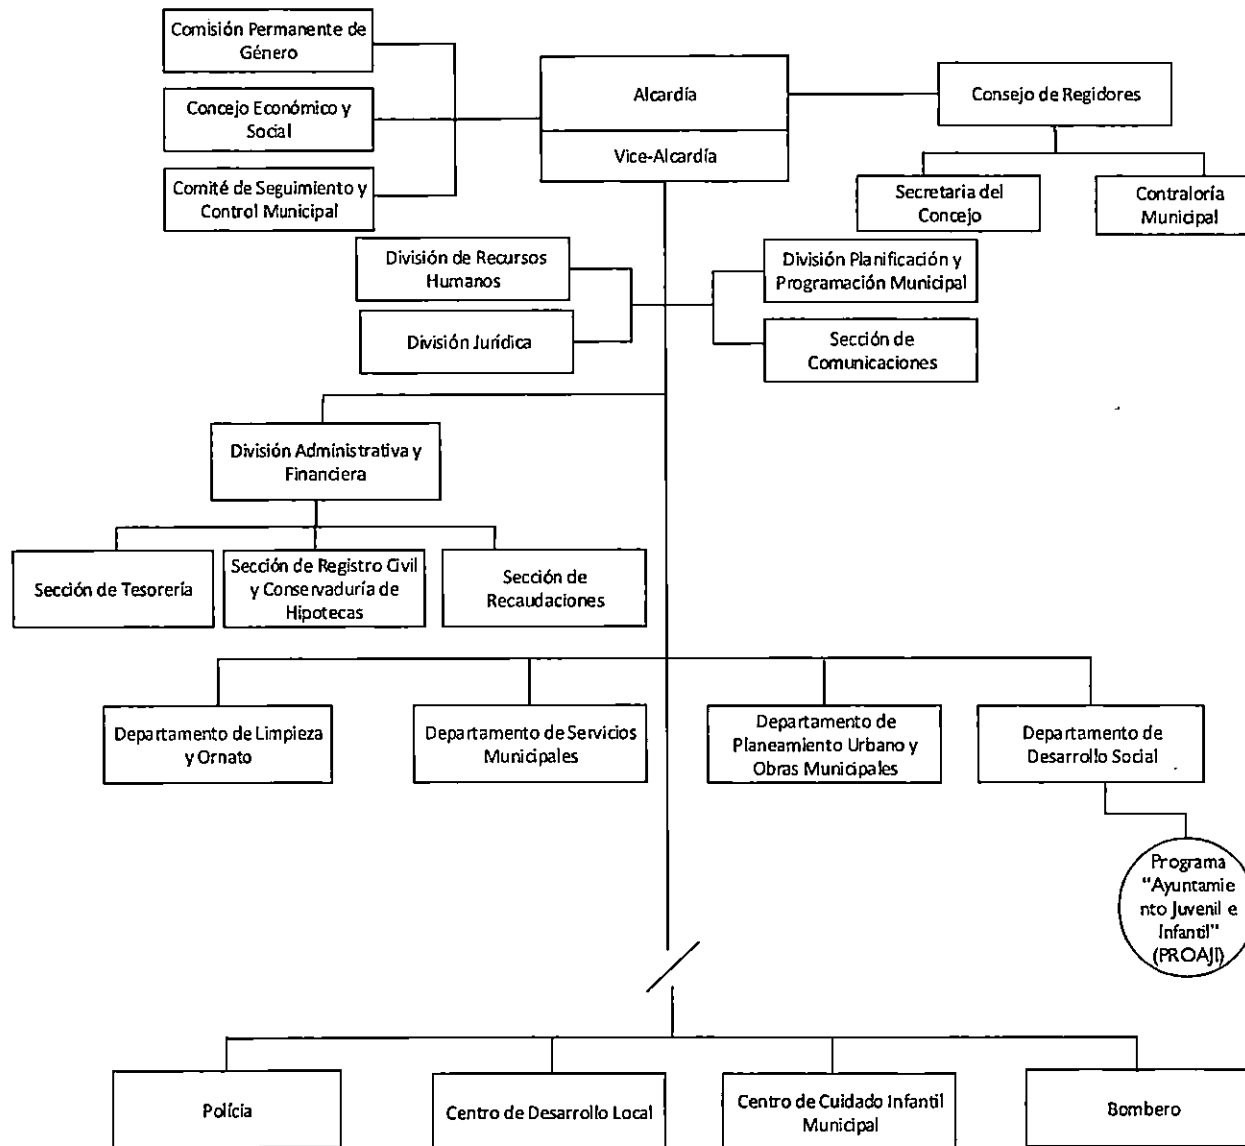 Comisión Permanente de
Género
Alcardía
Consejo de Regidores
Concejo Económico y
Social
Vice-Alcardía
Comité de Seguimiento y
Control Municipal
Secretaria del
Concejo
Contraloría
Municipal
División de Recursos
Humanos
División Planificación y
Programación Municipal
División Jurídica
Sección de
Comunicaciones
División Administrativa y
Financiera
Sección de Tesorería
Sección de Registro Civil
y Conservaduría de
Hipotecas
Sección de
Recaudaciones
Departamento de Limpieza
y Ornato
Departamento de Servicios
Municipales
Departamento de
Planeamiento Urbano y
Obras Municipales
Departamento de
Desarrollo Social
Programa
"Ayuntamie
nto Juvenil e
Infantil"
(PROAJI)
Polícia
Centro de Desarrollo Local
Centro de Cuidado Infantil
Municipal
Bombero